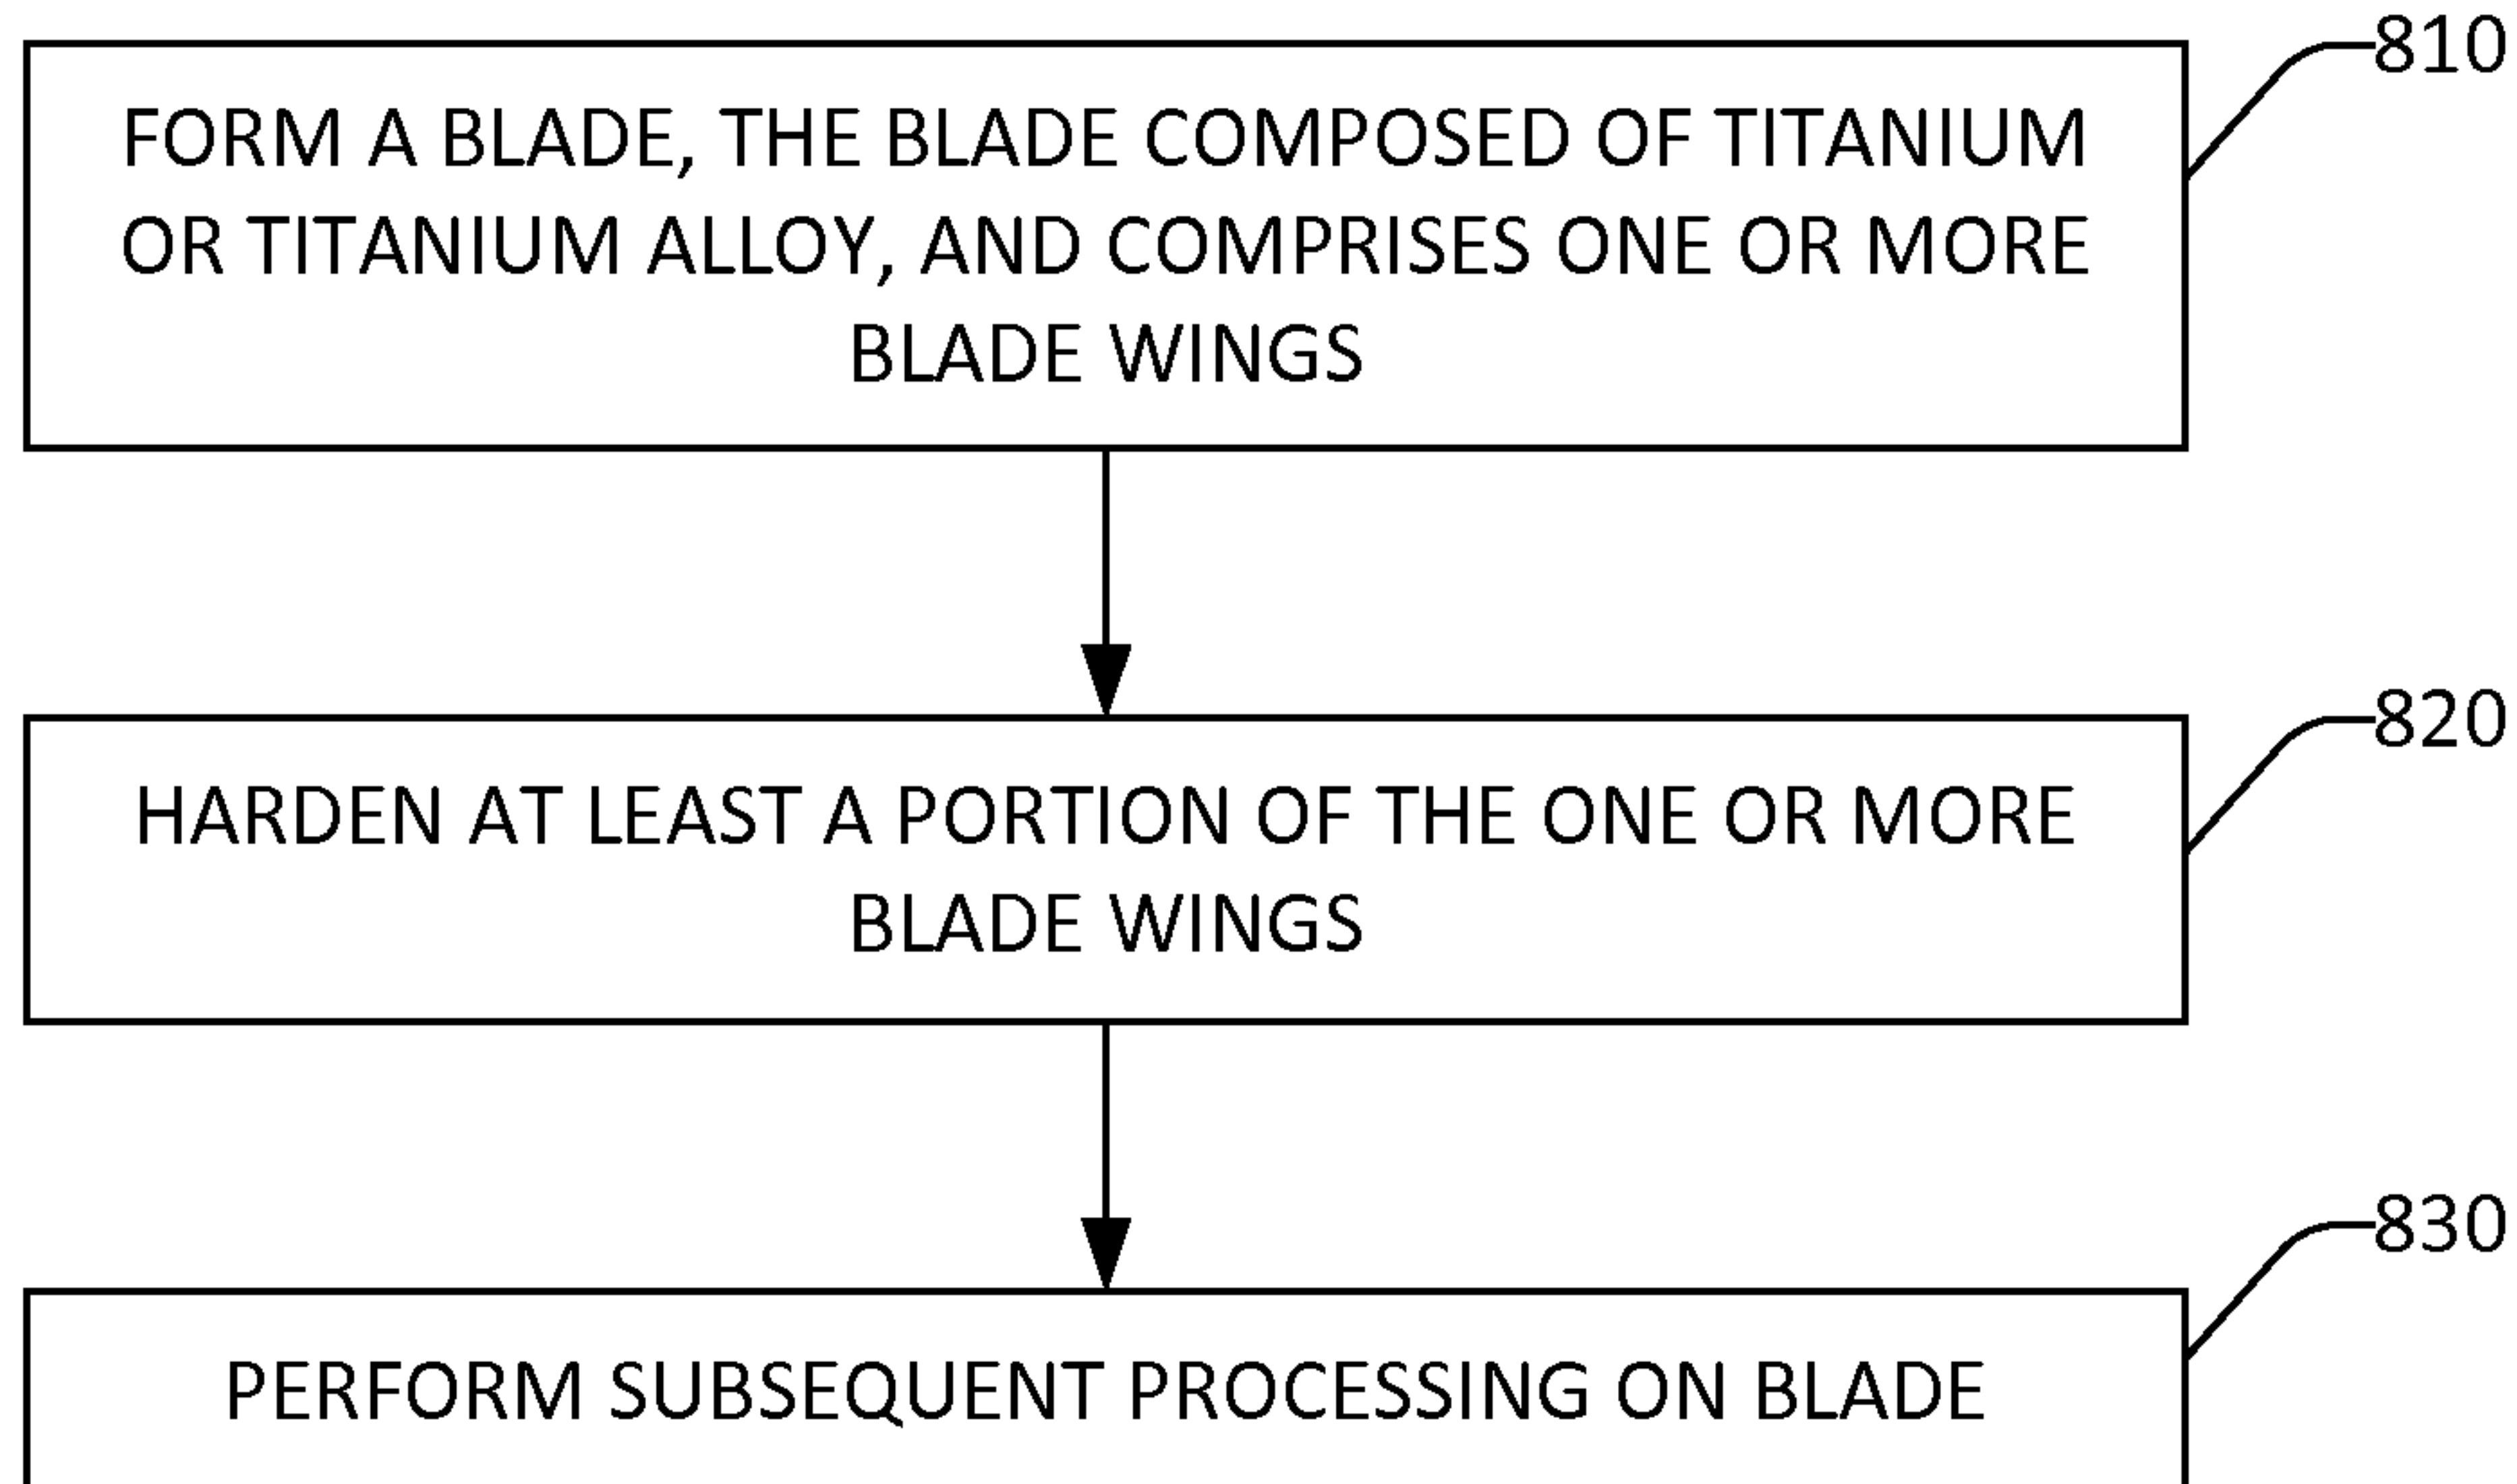 810
FORM A BLADE, THE BLADE COMPOSED OF TITANIUM
OR TITANIUM ALLOY, AND COMPRISES ONE OR MORE
BLADE WINGS
820
HARDEN AT LEAST A PORTION OF THE ONE OR MORE
BLADE WINGS
830
PERFORM SUBSEQUENT PROCESSING ON BLADE